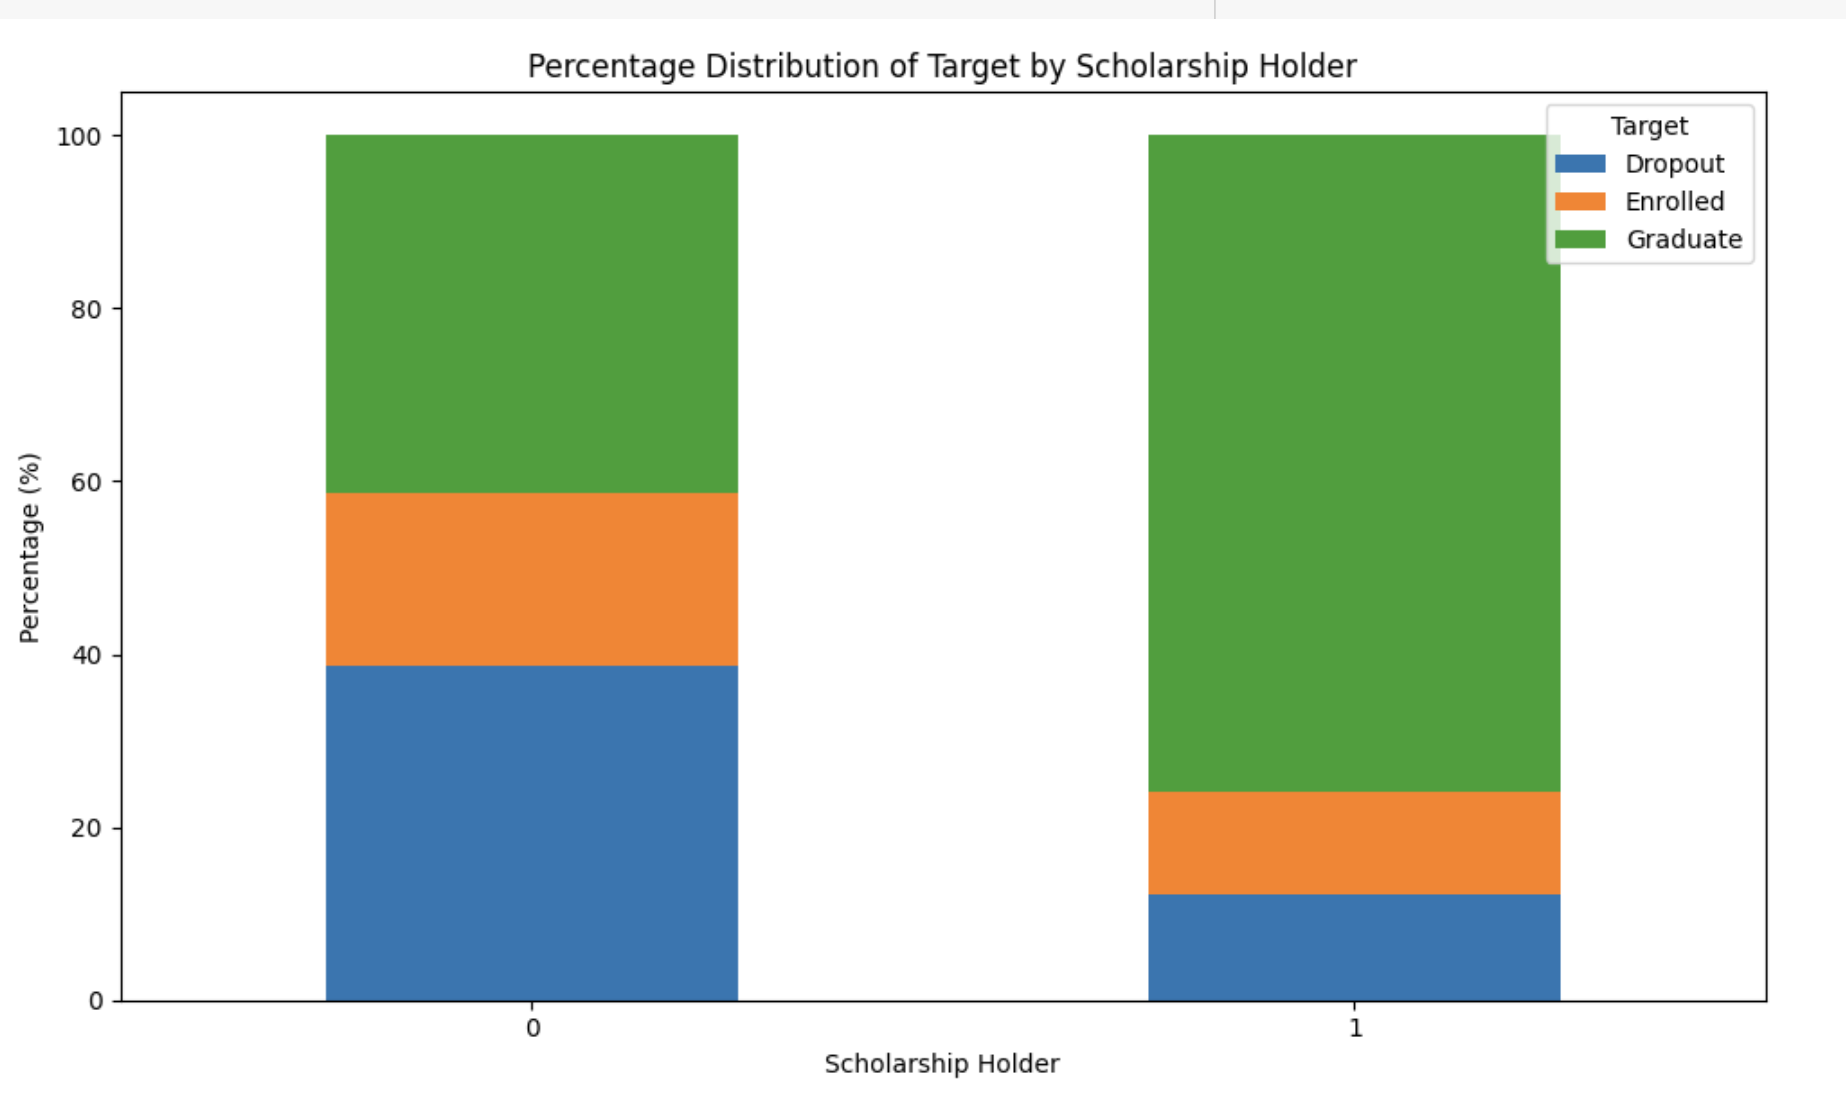 Percentage Distribution of Target by Scholarship Holder
Target
Dropout
Enrolled
Graduate
100
80
60
40
20
0
Percentage (%)
0 1
Scholarship Holder